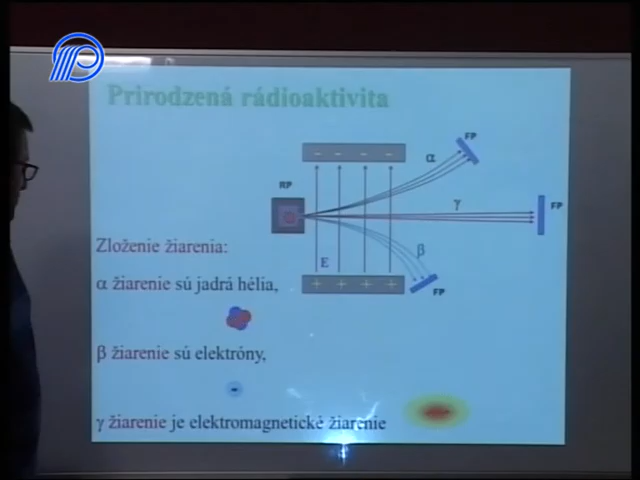 Prirodzená rádioaktivita
FP
α
- - - -
RP
γ
FP
β
Zloženie žiarenia:
E
α žiarenie sú jadrá hélia,
+ + + +
FP
β žiarenie sú elektróny,
-
γ žiarenie je elektromagnetické žiarenie